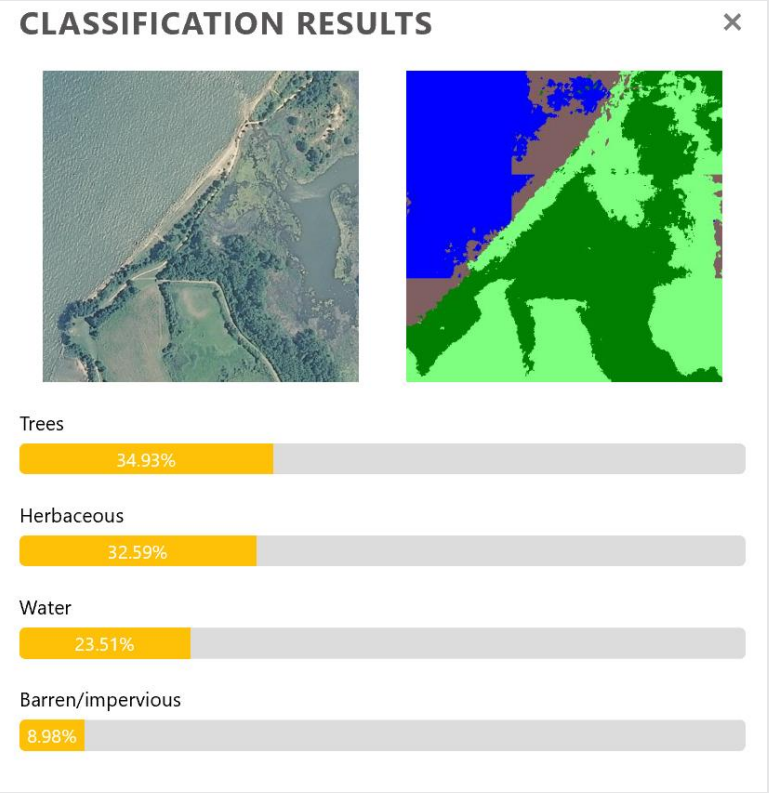 CLASSIFICATION RESULTS ×
Trees
34.93%
Herbaceous
32.59%
Water
23.51%
Barren/impervious
8.98%